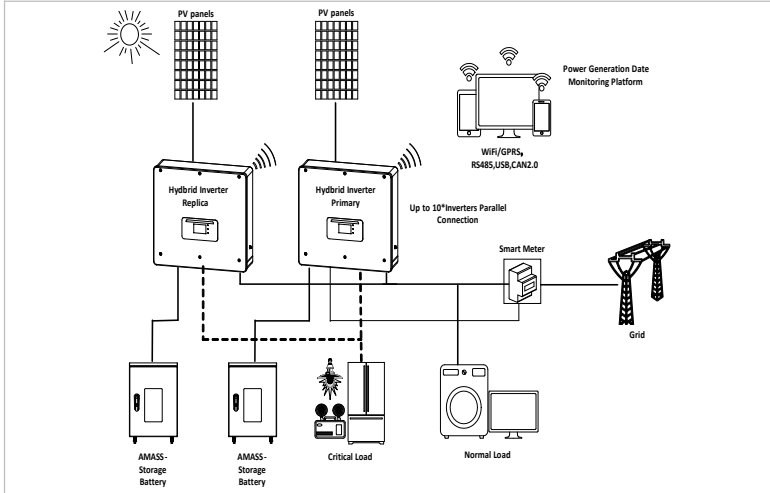 PV panels
PV panels
Power Generation Date
Monitoring Platform
WiFi/GPRS,
RS485,USB,CAN2.0
Hydbrid Inverter
Replica
Hydbrid Inverter
Primary
Up to 10*Inverters Parallel
Connection
Smart Meter
Grid
AMASS-
Storage
Battery
AMASS-
Storage
Battery
Critical Load
Normal Load